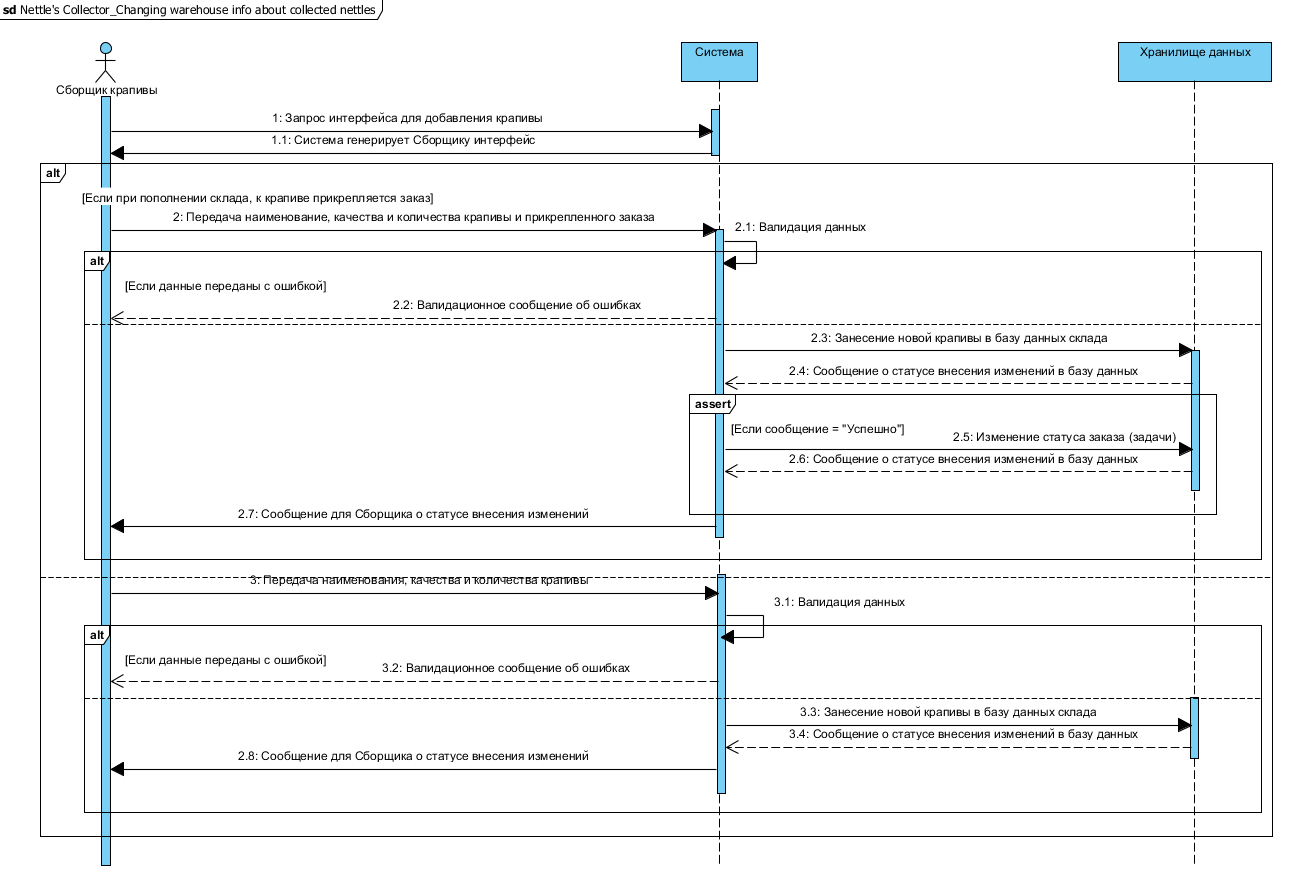 sd Nettle's Collector_Changing warehouse info about collected nettles
Система
Хранилище данных
Сборщик крапивы
1: Запрос интерфейса для добавления крапивы
1.1: Система генерирует Сборщику интерфейс
alt
[Если при пополнении склада, к крапиве прикрепляется заказ]
2: Передача наименование, качества и количества крапивы и прикрепленного заказа
2.1: Валидация данных
alt
[Если данные переданы с ошибкой]
2.2: Валидационное сообщение об ошибках
2.3: Занесение новой крапивы в базу данных склада
2.4: Сообщение о статусе внесения изменений в базу данных
assert
[Если сообщение = "Успешно"]
2.5: Изменение статуса заказа (задачи)
2.6: Сообщение о статусе внесения изменений в базу данных
2.7: Сообщение для Сборщика о статусе внесения изменений
3: Передача наименования, качества и количества крапивы
3.1: Валидация данных
alt
[Если данные переданы с ошибкой]
3.2: Валидационное сообщение об ошибках
3.3: Занесение новой крапивы в базу данных склада
3.4: Сообщение о статусе внесения изменений в базу данных
2.8: Сообщение для Сборщика о статусе внесения изменений